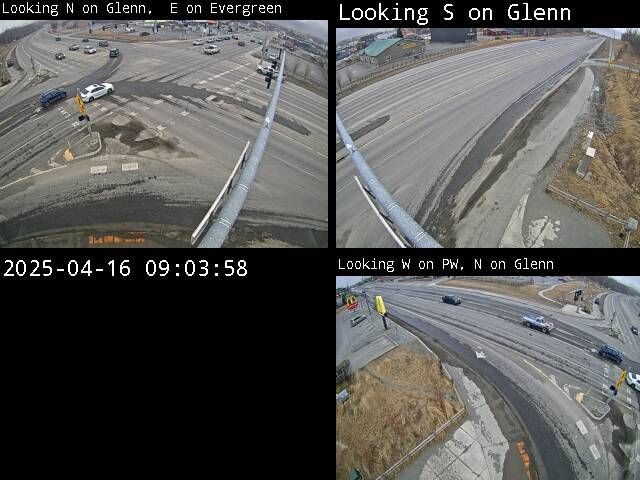 Looking N on Glenn,  E on Evergreen
Looking S on Glenn
2025-04-16 09:03:58
Looking W on PW, N on Glenn